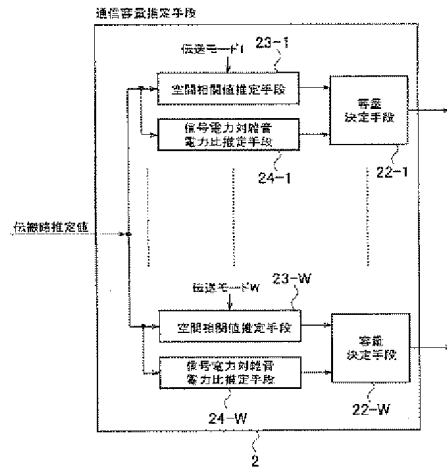 通信容量推定手段
伝送モード1
23-1
空間相関値推定手段
信号電力対雑音
電力比推定手段
24-1
容量
決定手段
22-1
伝搬路推定値
伝送モードW
23-W
空間相関値推定手段
信号電力対雑音
電力比推定手段
24-W
容量
決定手段
22-W
2